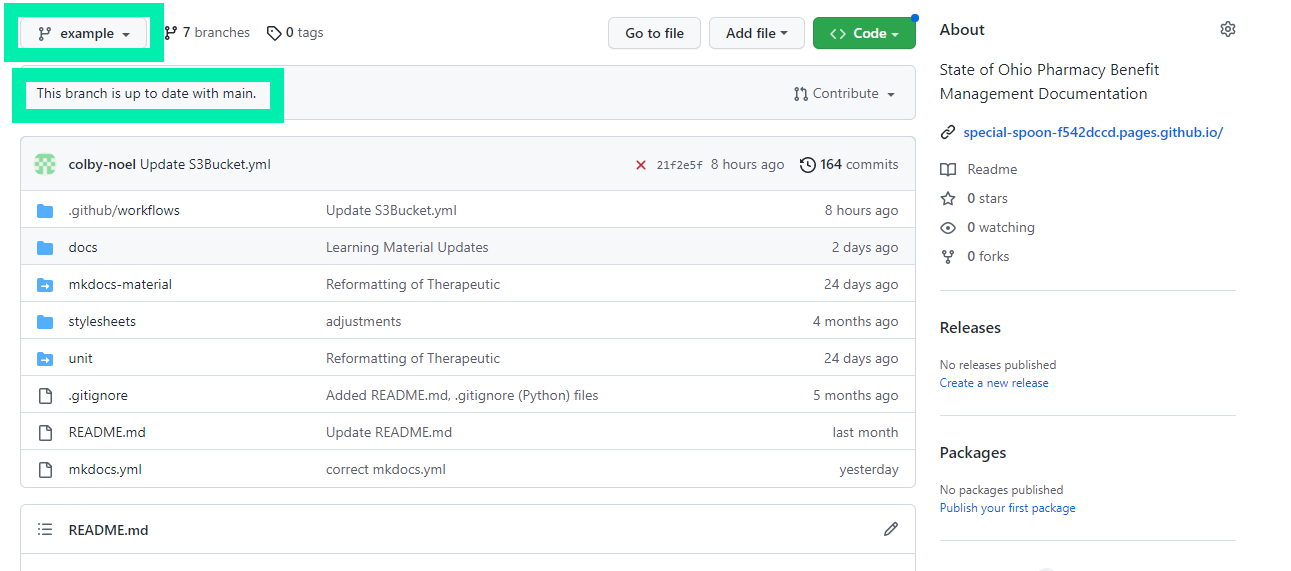 example
7 branches
0 tags
Go to file
Add file
Code
This branch is up to date with main.
Contribute
colby-noel Update S3Bucket.yml
21f2e5f 8 hours ago
164 commits
.github/workflows Update S3Bucket.yml 8 hours ago
docs Learning Material Updates 2 days ago
mkdocs-material Reformatting of Therapeutic 24 days ago
stylesheets adjustments 4 months ago
unit Reformatting of Therapeutic 24 days ago
.gitignore Added README.md, .gitignore (Python) files 5 months ago
README.md Update README.md last month
mkdocs.yml correct mkdocs.yml yesterday
README.md
About
State of Ohio Pharmacy Benefit
Management Documentation
special-spoon-f542dccd.pages.github.io/
Readme
0 stars
0 watching
0 forks
Releases
No releases published
Create a new release
Packages
No packages published
Publish your first package